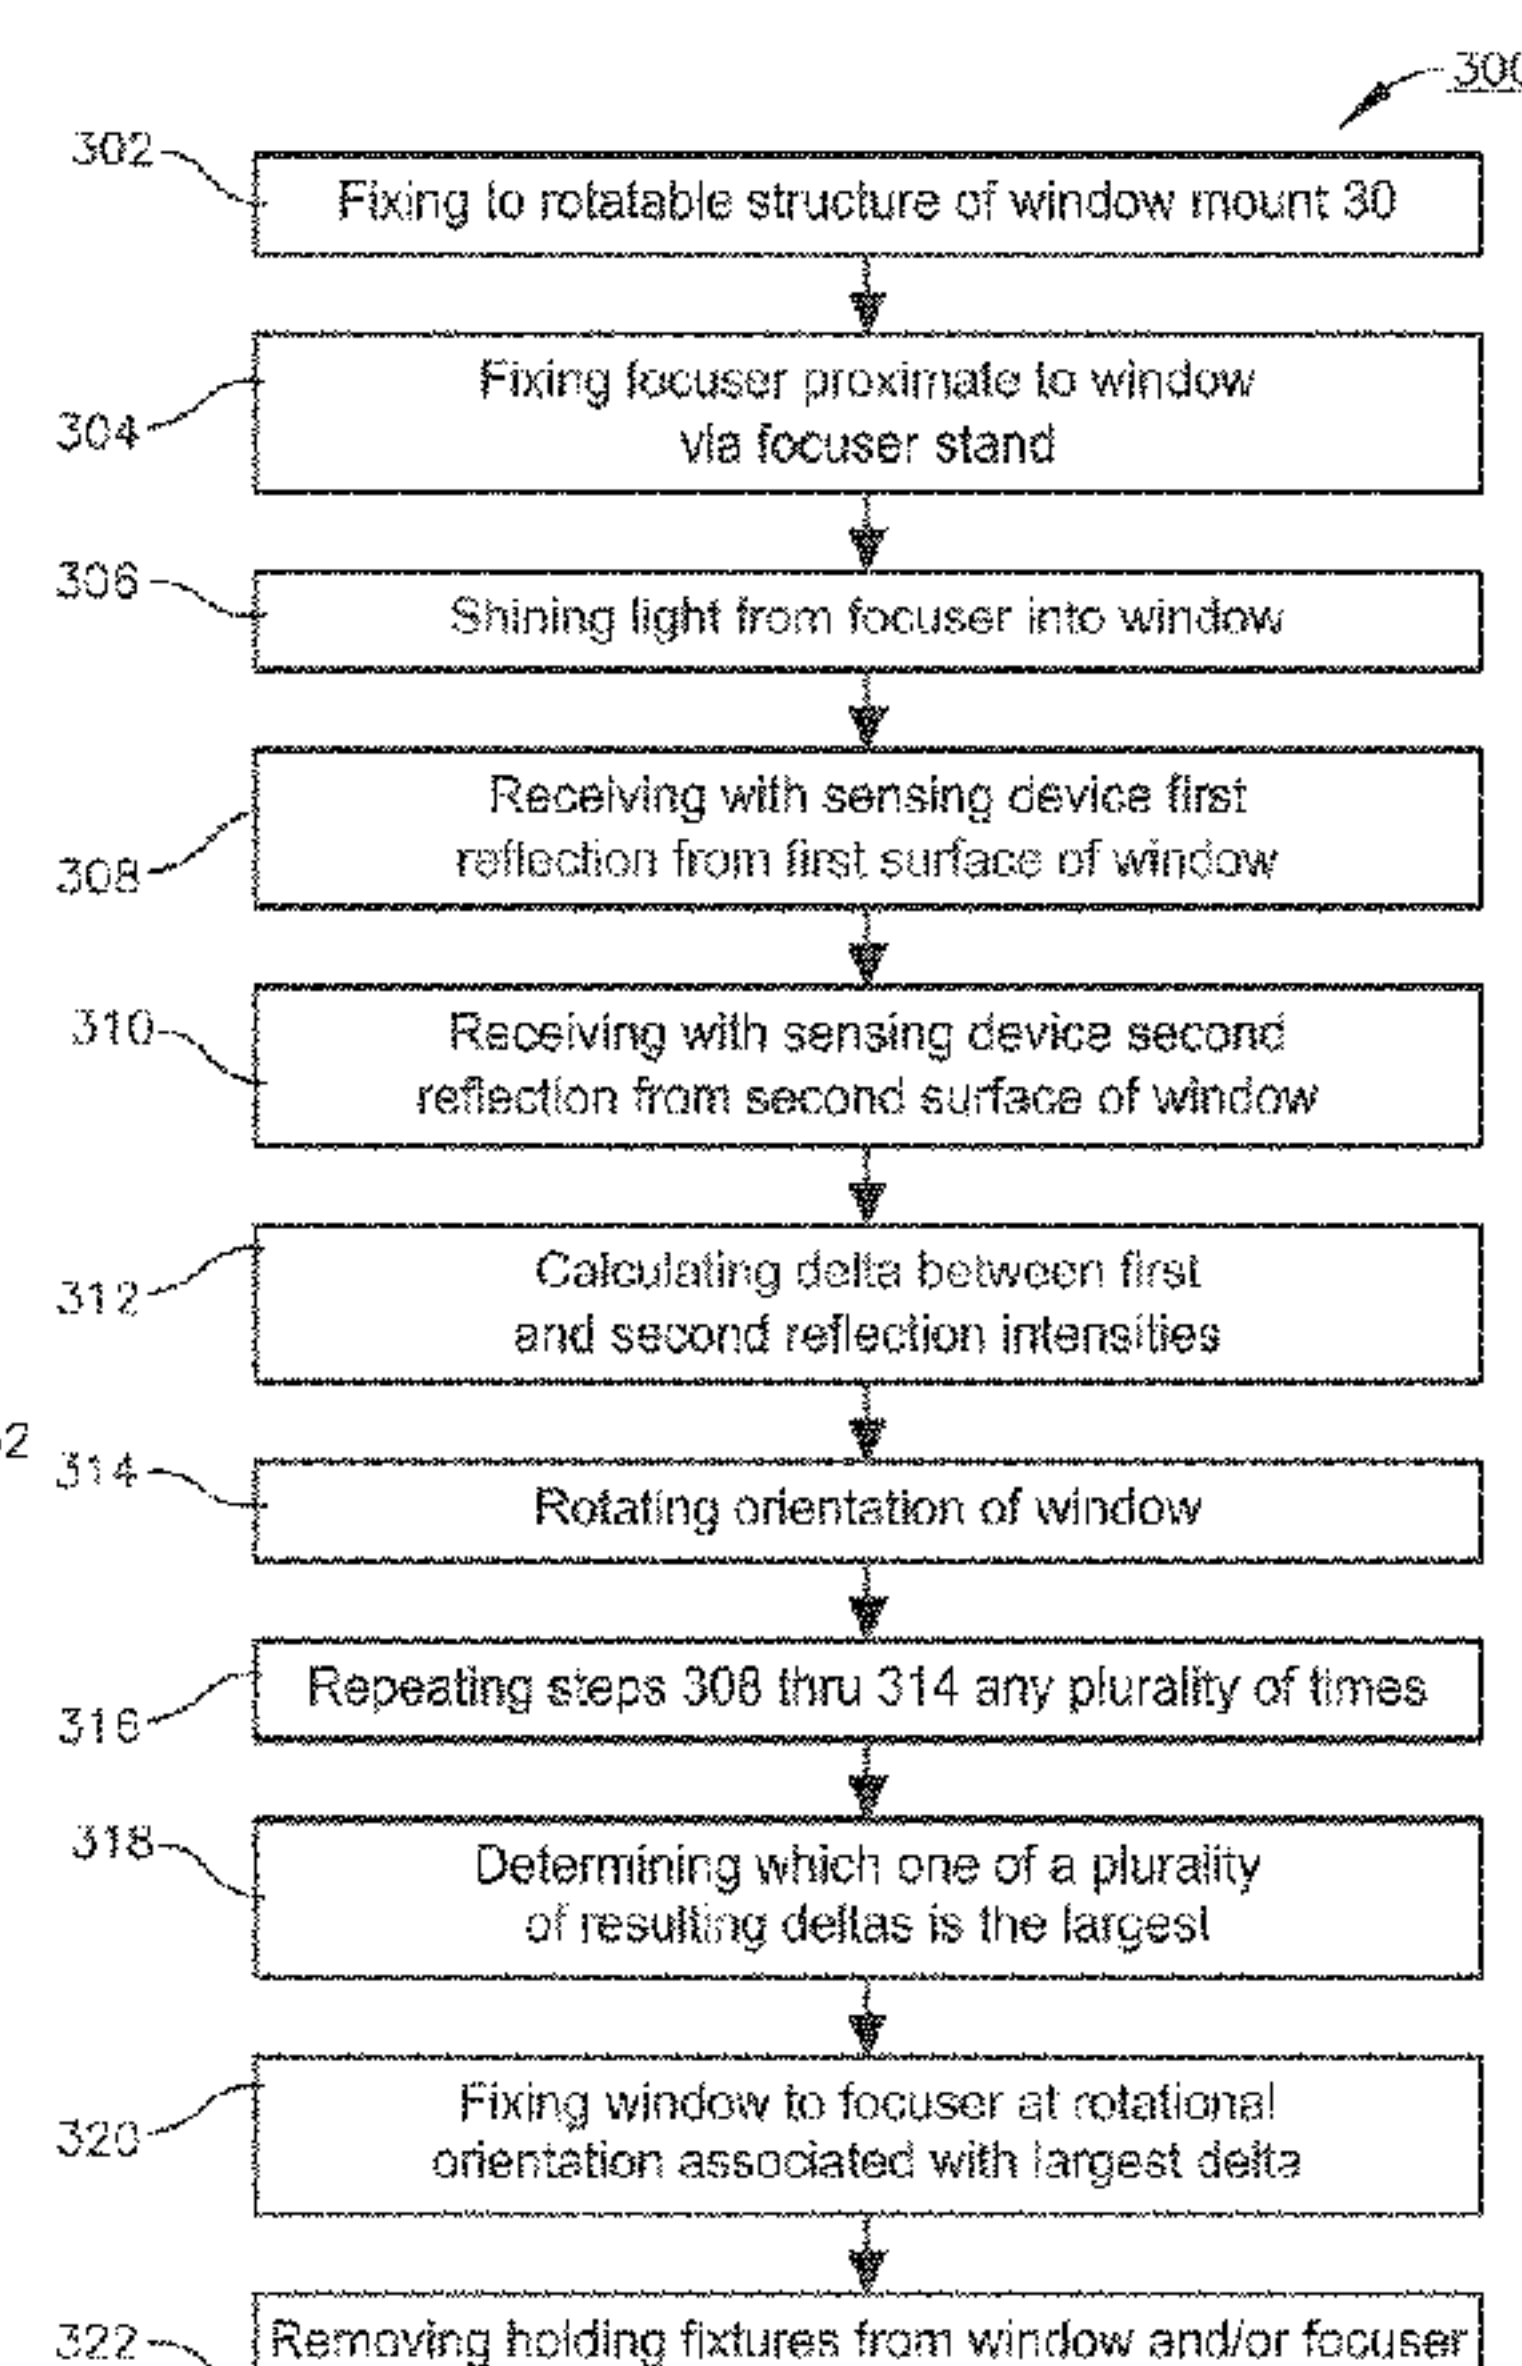 300
302
Fixing to rotatable structure of window mount 30
304
Fixing focuser proximate to window
via focuser stand
306
Shining light from focuser into window
308
Receiving with sensing device first
reflection from first surface of window
310
Receiving with sensing device second
reflection from second surface of window
312
Calculating delta between first
and second reflection intensities
2
314
Rotating orientation of window
316
Repeating steps 308 thru 314 any plurality of times
318
Determining which one of a plurality
of resulting deltas is the largest
320
Fixing window to focuser at rotational
orientation associated with largest delta
322
Removing holding fixtures from window and/or focuser